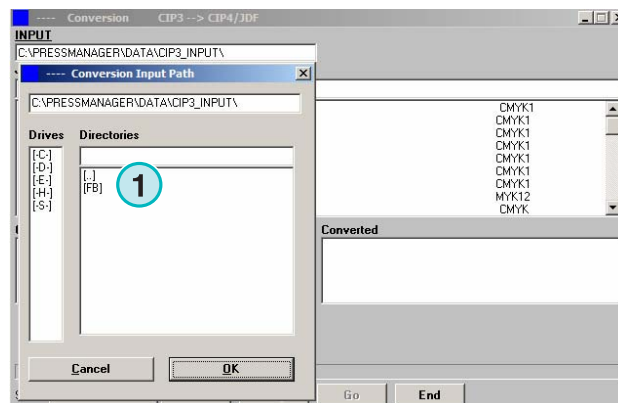 ---- Conversion CIP3 --> CIP4/JDF
INPUT
C:\PRESSMANAGER\DATA\CIP3_INPUT\
---- Conversion Input Path
C:\PRESSMANAGER\DATA\CIP3_INPUT\
Drives Directories
[-C-]
[-D-]
[-E-]
[-H-]
[-S-]
[..]
[FB]
1
CMYK1
CMYK1
CMYK1
CMYK1
CMYK1
CMYK1
CMYK1
MYK12
CMYK
Converted
Cancel OK
Go End